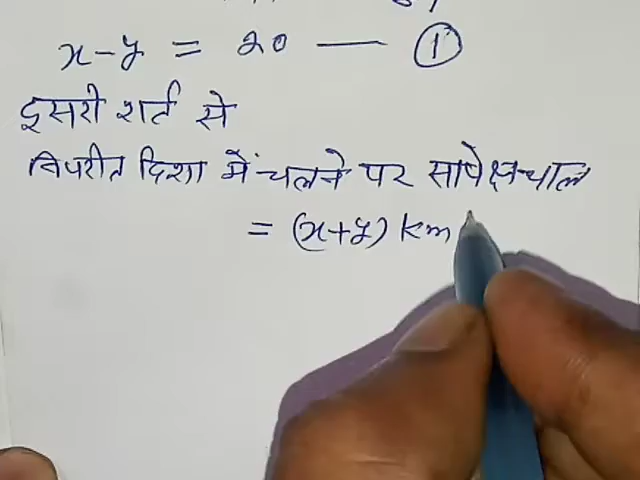 x-y = 20 — ①
दूसरी शर्त से
विपरीत दिशा में चलने पर सापेक्ष चाल
= (x+y) km